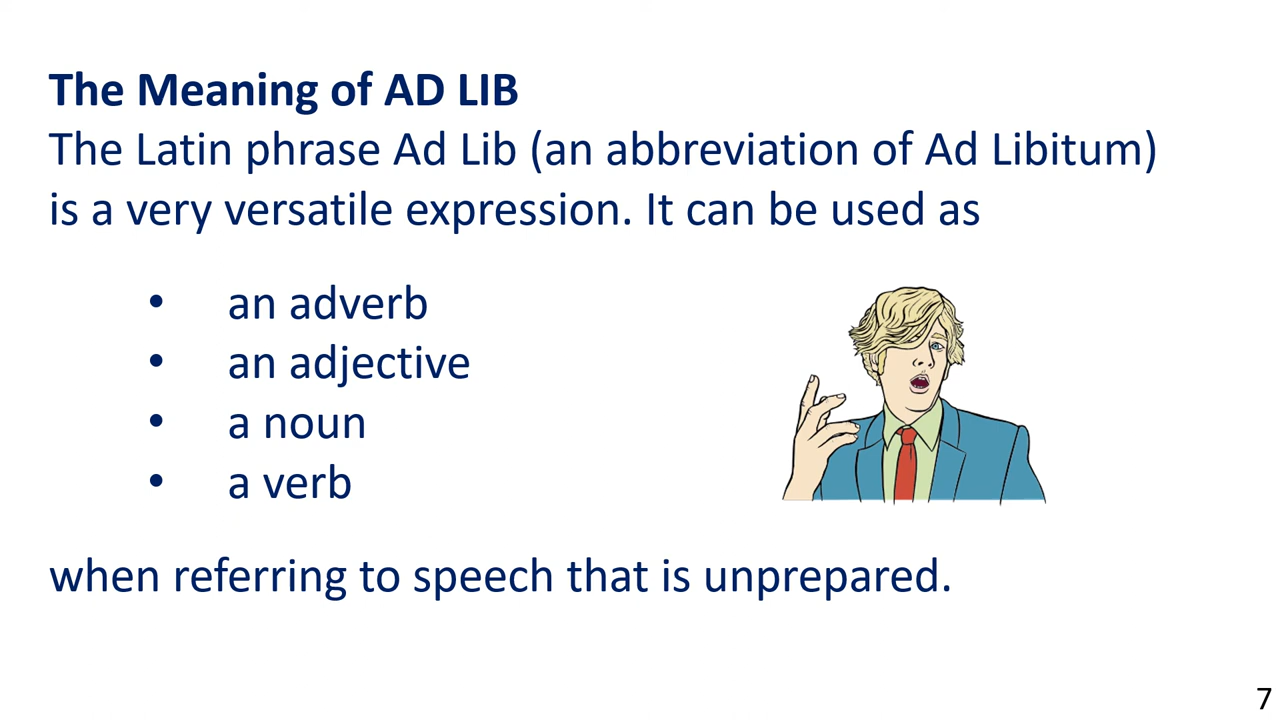 The Meaning of AD LIB
The Latin phrase Ad Lib (an abbreviation of Ad Libitum)
is a very versatile expression. It can be used as
• an adverb
• an adjective
• a noun
• a verb
when referring to speech that is unprepared.
7